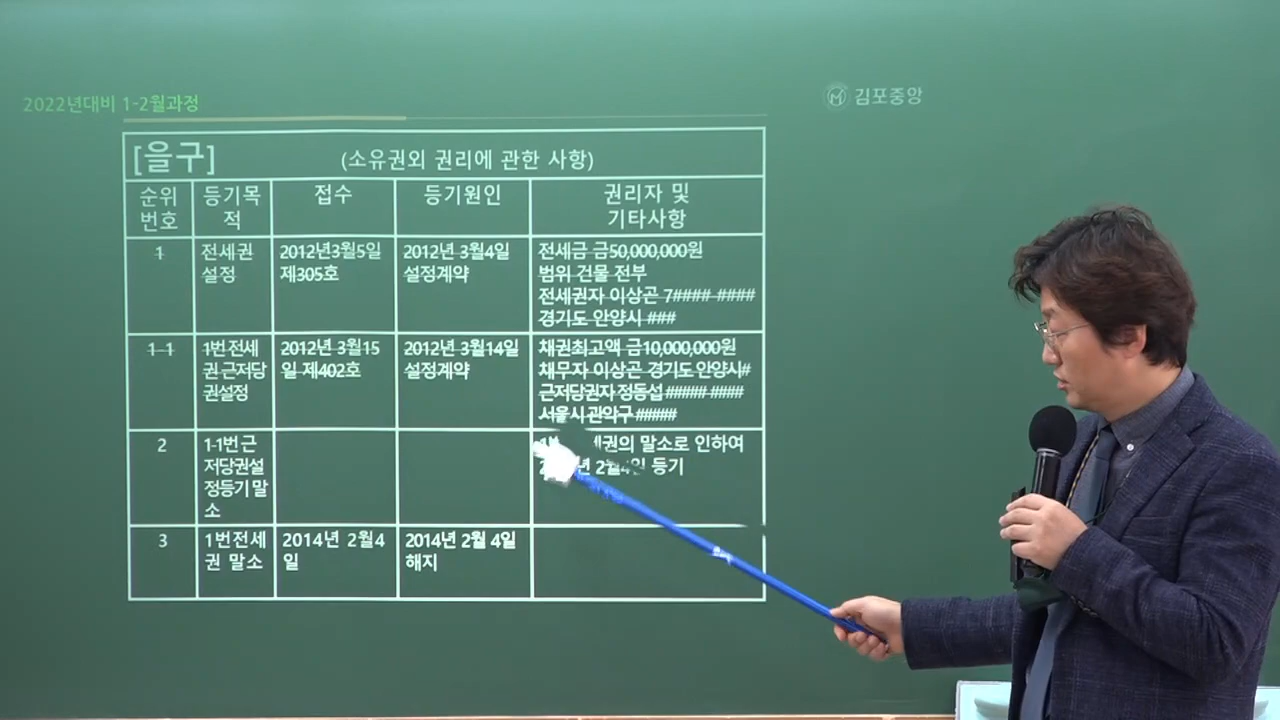 2022년대비 1-2월과정
김포중앙
[을구] (소유권외 권리에 관한 사항)
순위
번호
등기목
적
접수
등기원인
권리자 및
기타사항
1
전세권
설정
2012년3월5일
제305호
2012년 3월4일
설정계약
전세금 금50,000,000원
범위 건물 전부
전세권자 이상곤 7#### ####
경기도 안양시 ###
1-1
1번전세
권근저당
권설정
2012년 3월15
일 제402호
2012년 3월14일
설정계약
채권최고액 금10,000,000원
채무자 이상곤 경기도안양시#
근저당권자 정동섭 ##### ####
서울시관악구 #####
2
1-1번근
저당권설
정등기 말
소
말소로 인하여
2월4일 등기
3
1번전세
권 말소
2014년 2월4
일
2014년 2월 4일
해지